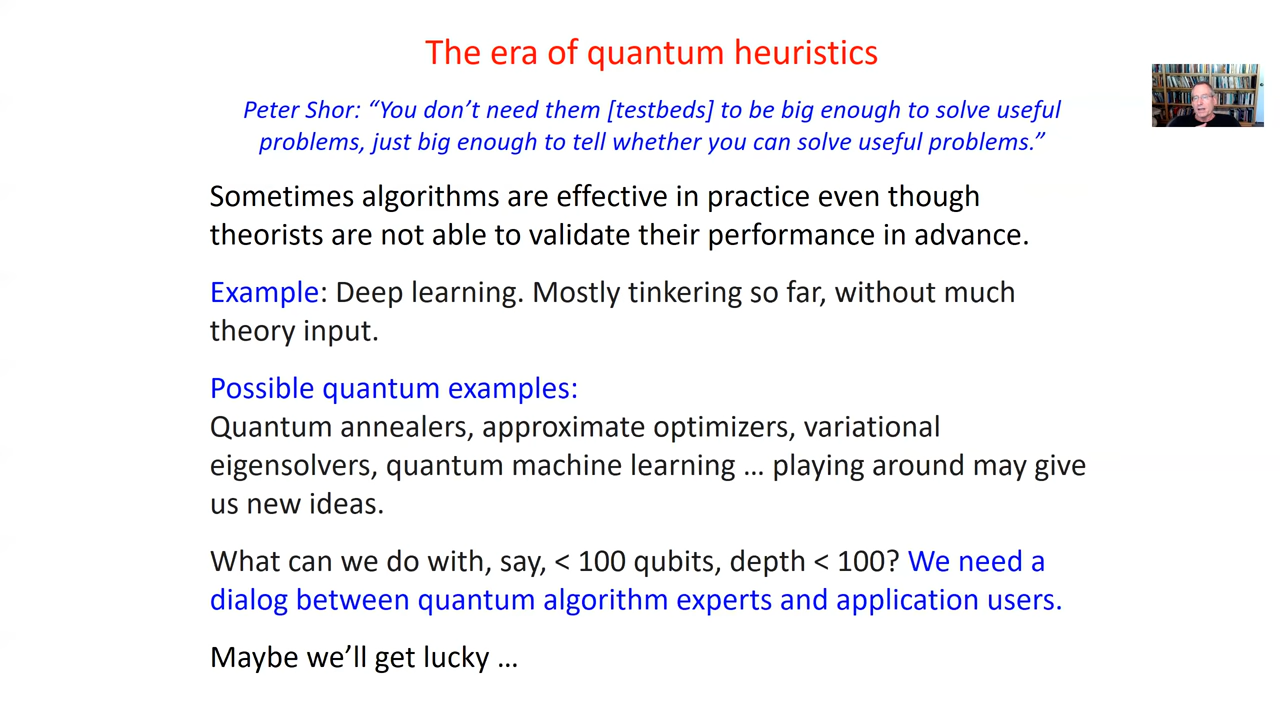 The era of quantum heuristics
Peter Shor: “You don’t need them [testbeds] to be big enough to solve useful
problems, just big enough to tell whether you can solve useful problems.”
Sometimes algorithms are effective in practice even though
theorists are not able to validate their performance in advance.
Example: Deep learning. Mostly tinkering so far, without much
theory input.
Possible quantum examples:
Quantum annealers, approximate optimizers, variational
eigensolvers, quantum machine learning … playing around may give
us new ideas.
What can we do with, say, < 100 qubits, depth < 100? We need a
dialog between quantum algorithm experts and application users.
Maybe we’ll get lucky …